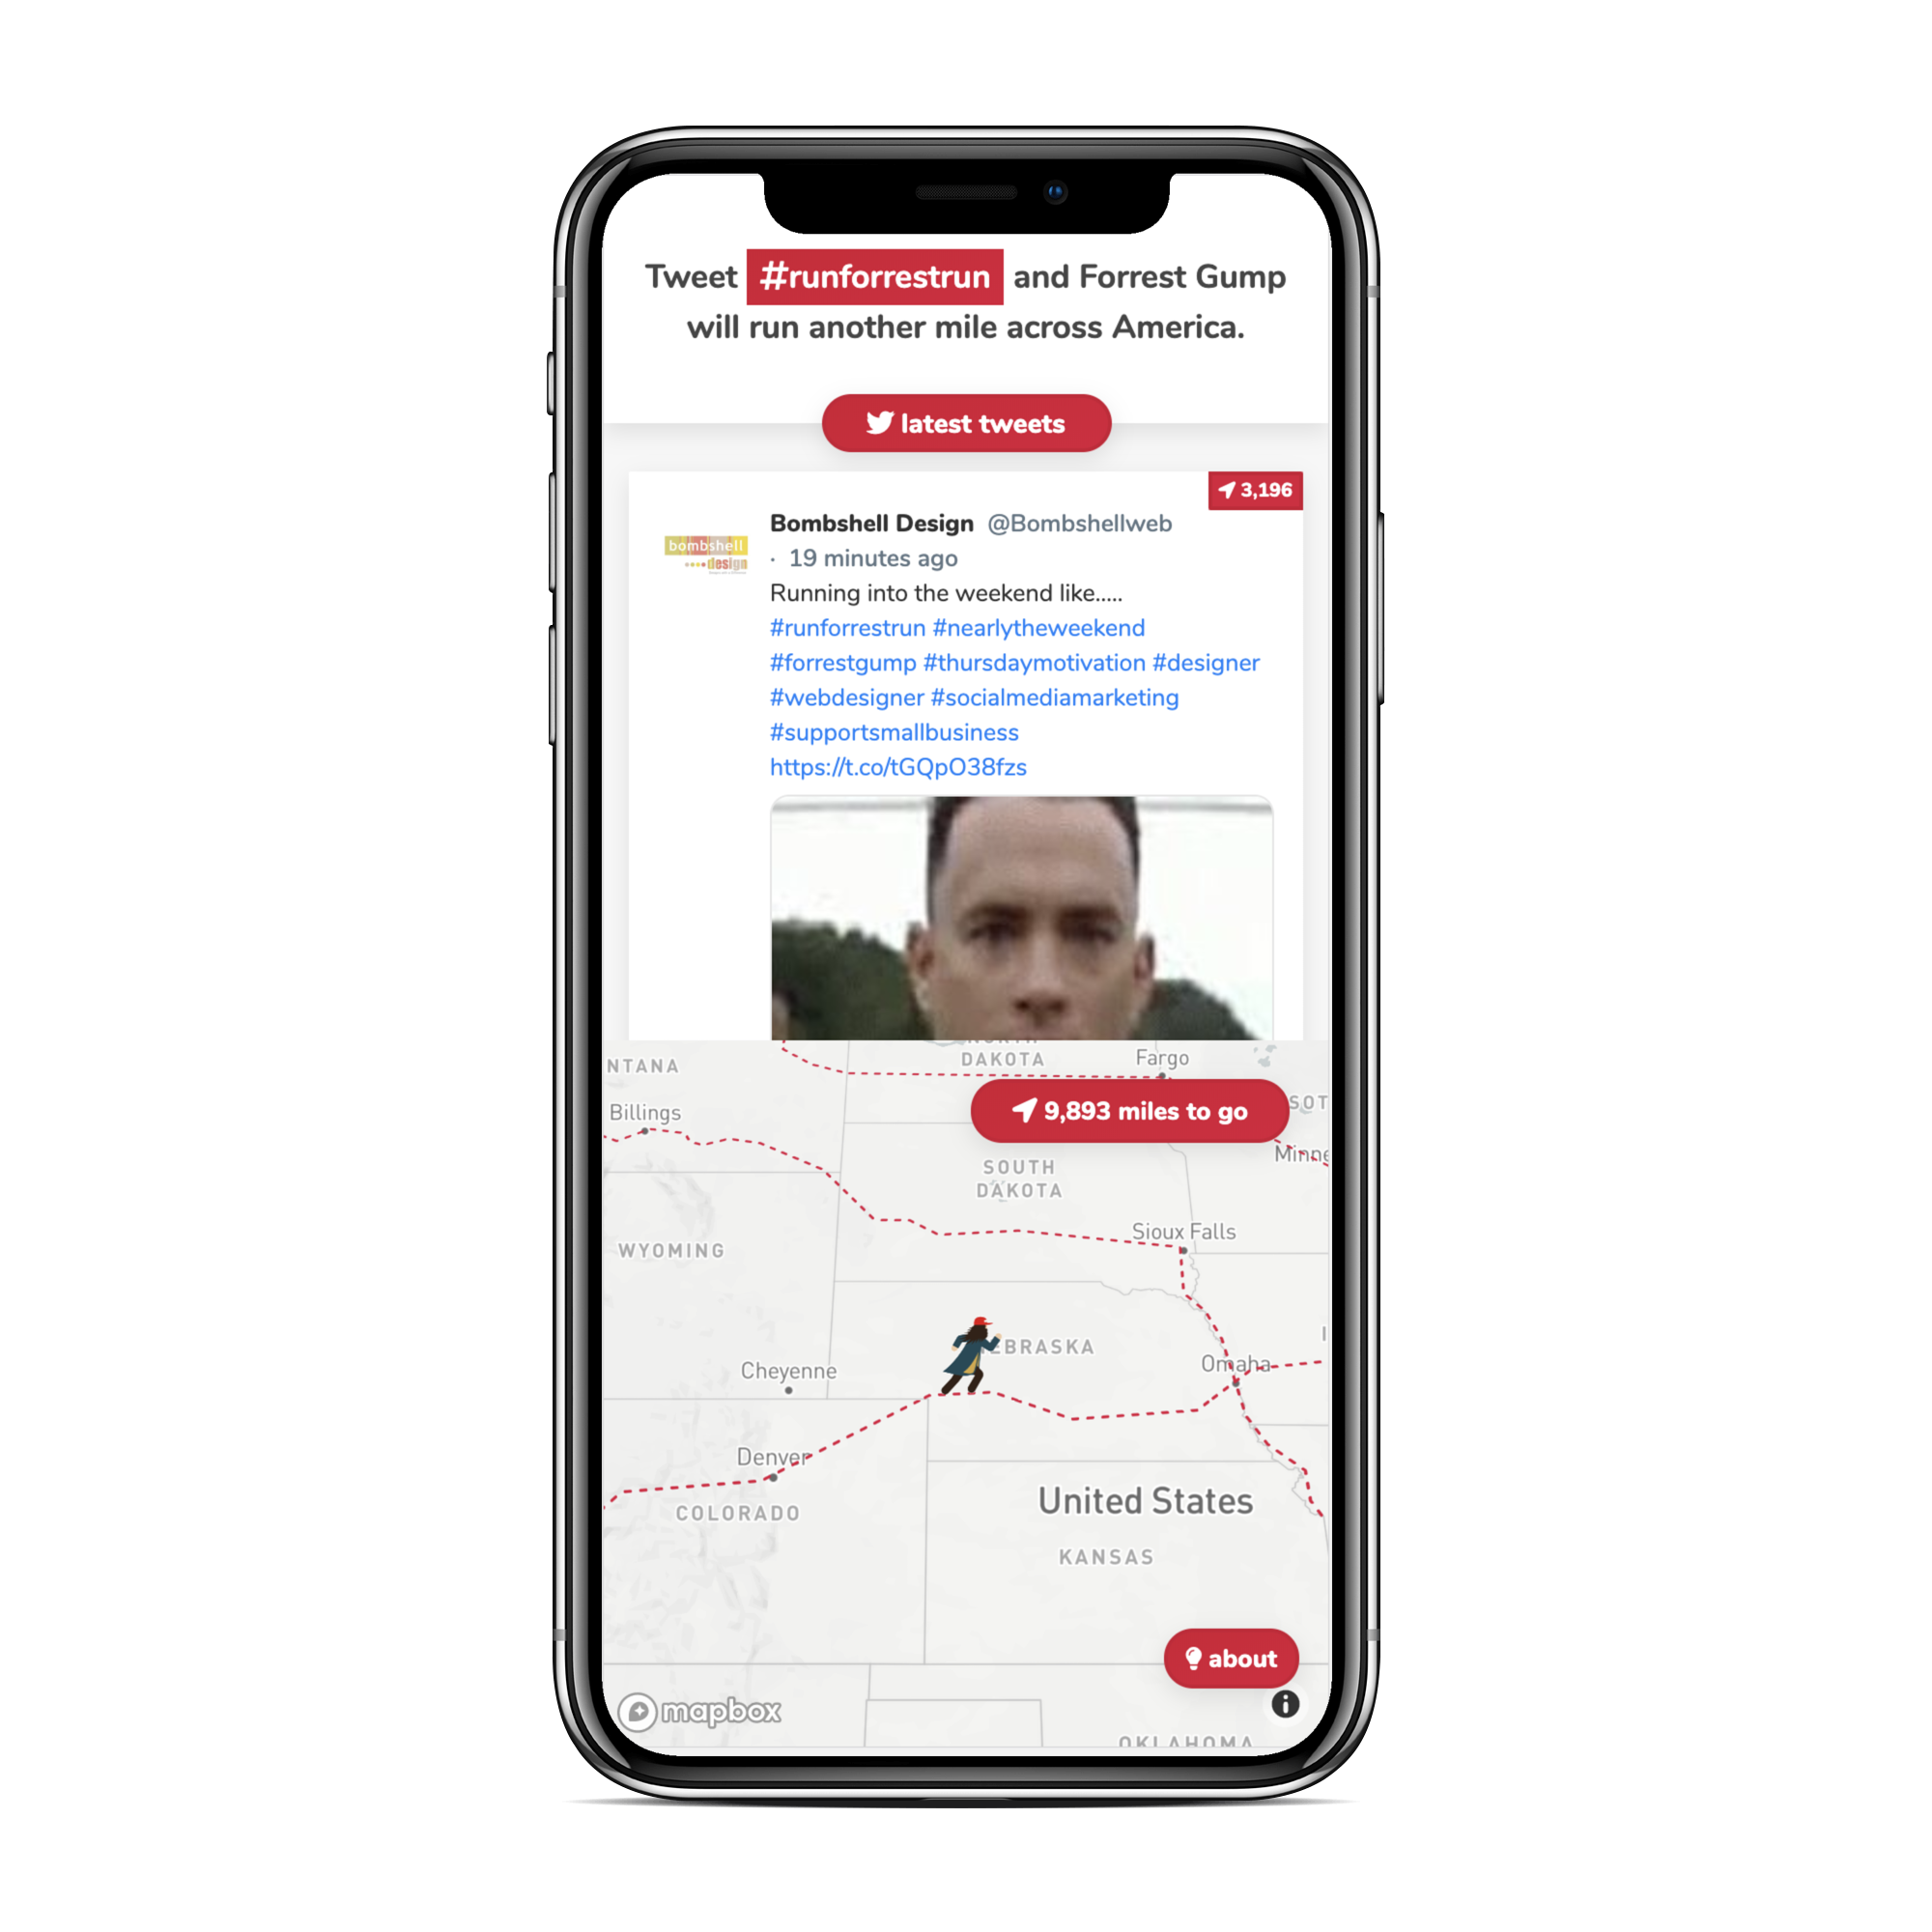 Tweet #runforrestrun and Forrest Gump
will run another mile across America.
latest tweets
3,196
Bombshell Design @Bombshellweb
· 19 minutes ago
bombshell
design
Running into the weekend like.....
#runforrestrun #nearlytheweekend
#forrestgump #thursdaymotivation #designer
#webdesigner #socialmediamarketing
#supportsmallbusiness
https://t.co/tGQpO38fzs
NTANA
NORTH
DAKOTA
Fargo
Billings
9,893 miles to go
SOT
Minne
SOUTH
DAKOTA
Sioux Falls
WYOMING
EBRASKA
Omaha
Cheyenne
Denver
COLORADO
United States
KANSAS
about
mapbox
OKLAHOMA